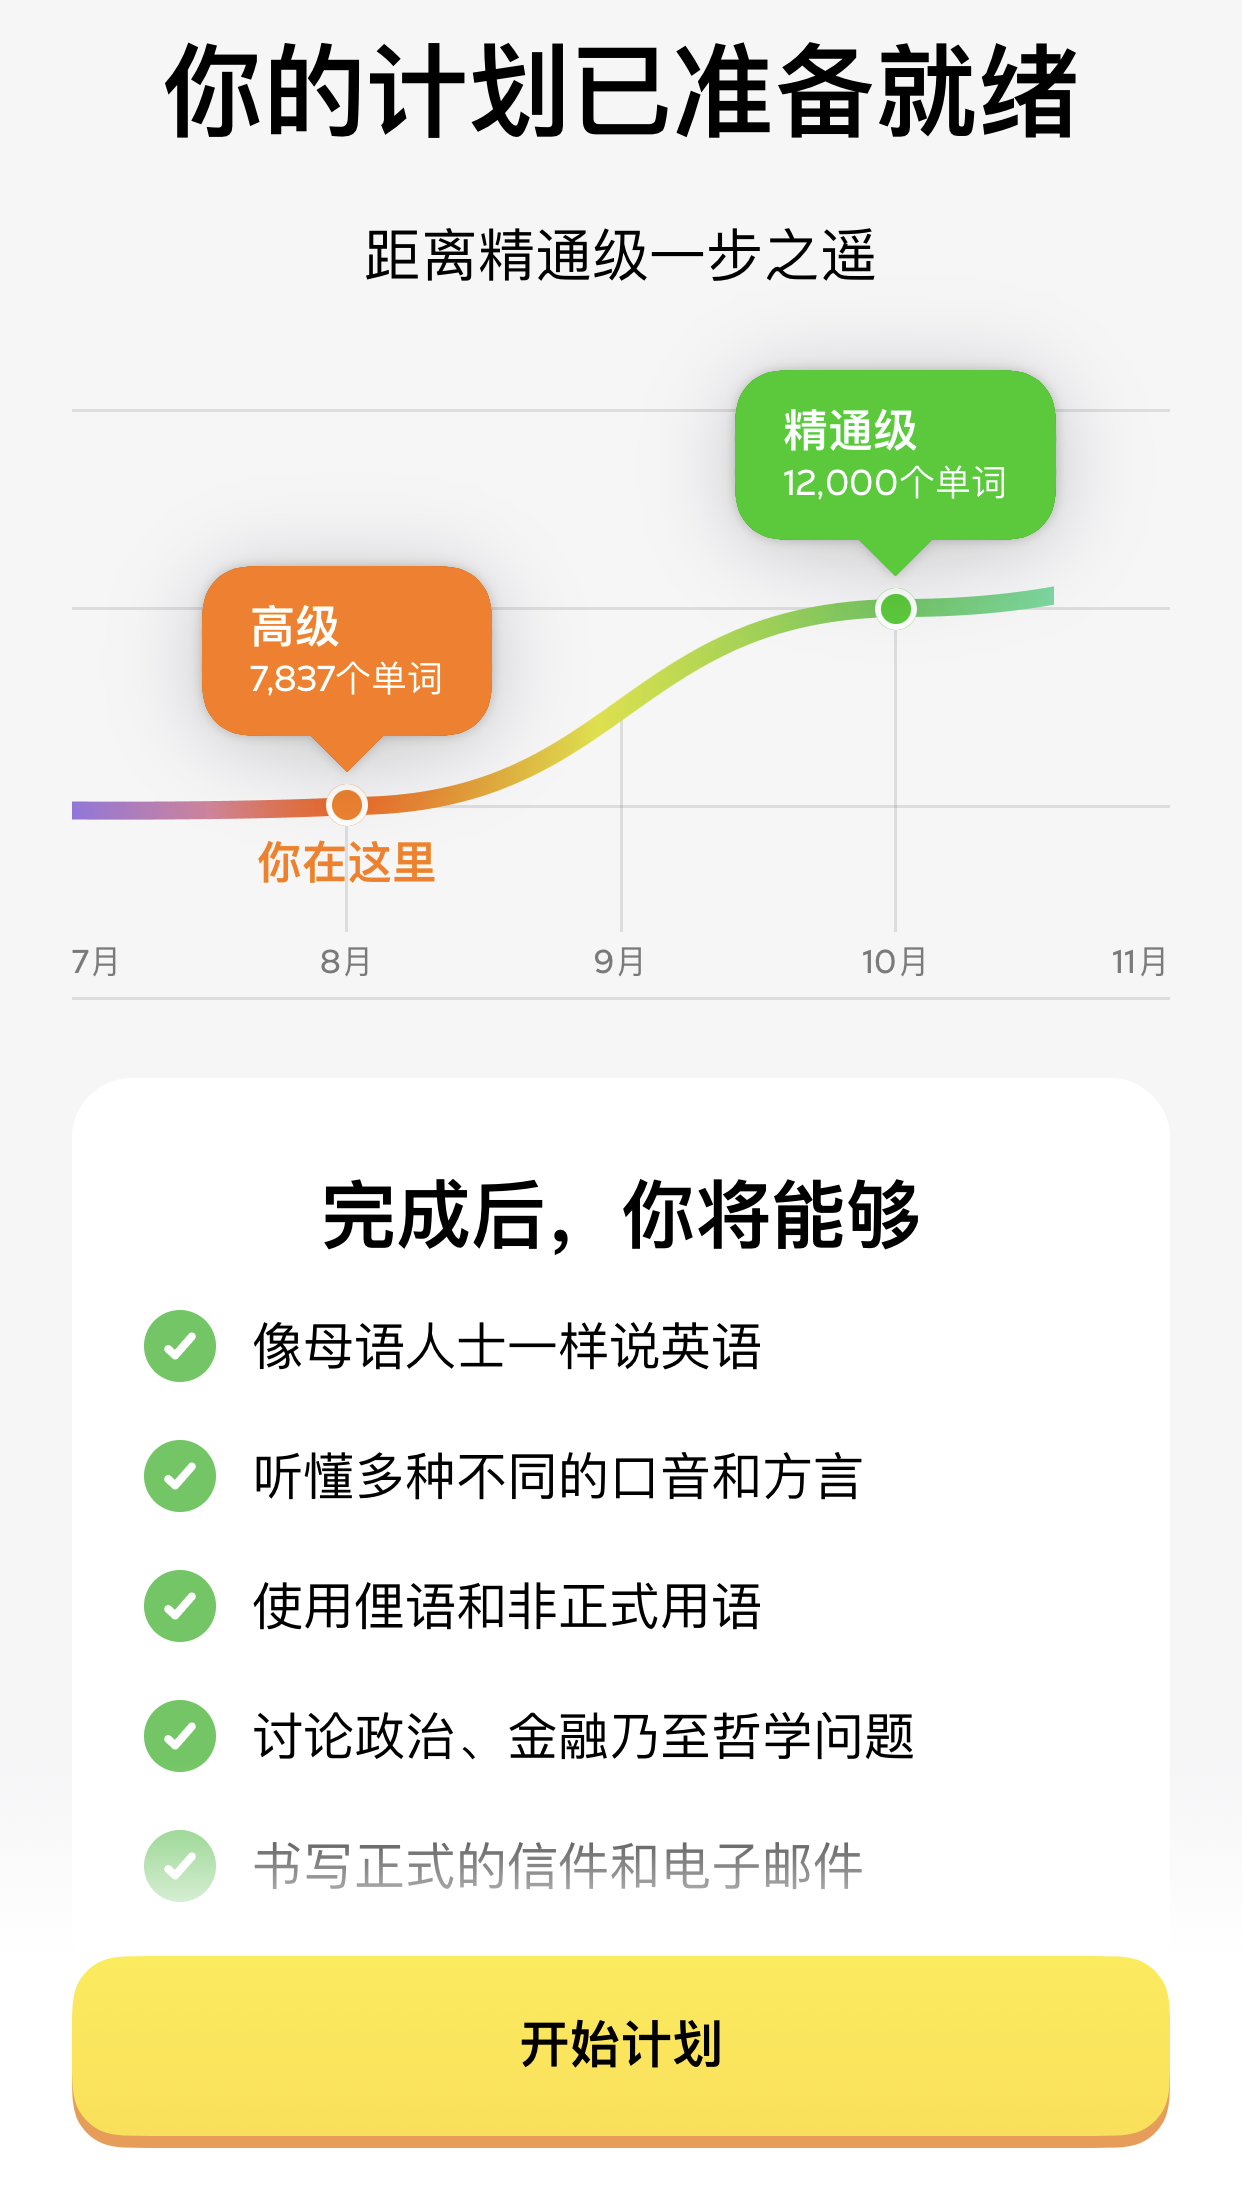 你的计划已准备就绪
距离精通级一步之遥
精通级
12,000个单词
高级
7,837个单词
你在这里
7月 8月 9月 10月 11月
完成后，你将能够
像母语人士一样说英语
听懂多种不同的口音和方言
使用俚语和非正式用语
讨论政治、金融乃至哲学问题
书写正式的信件和电子邮件
开始计划